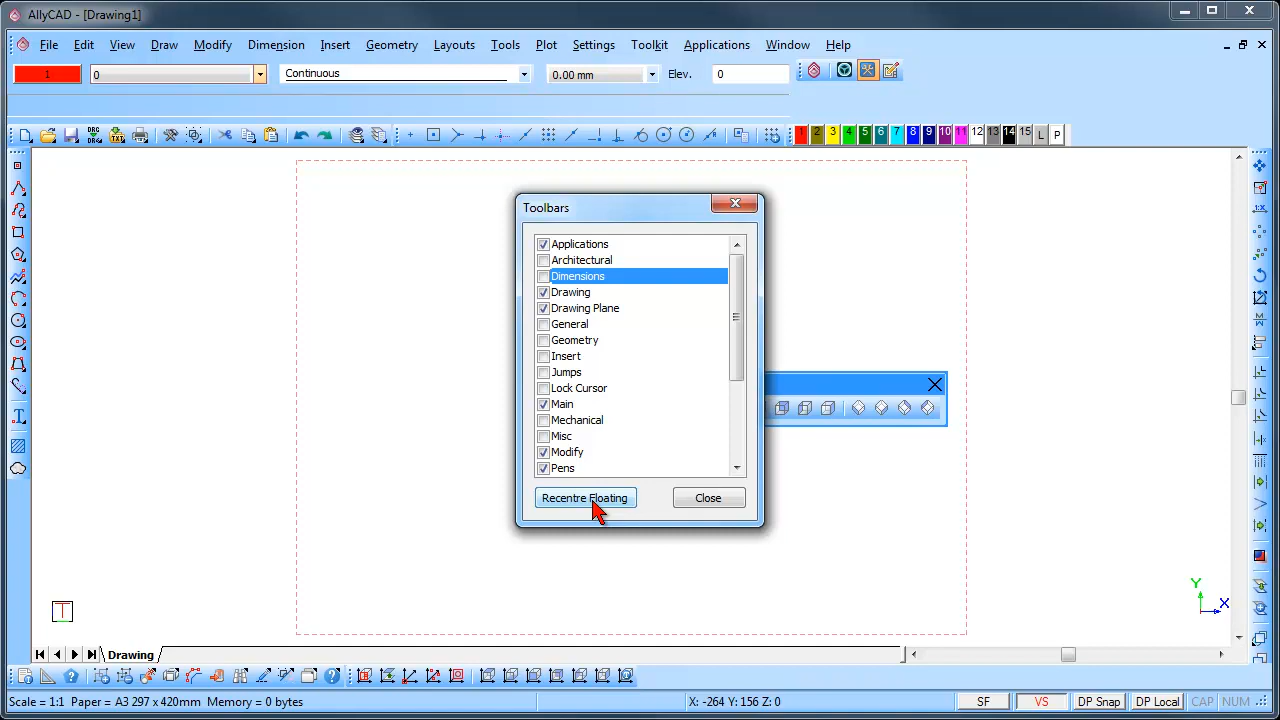 AllyCAD - [Drawing1]
File Edit View Draw Modify Dimension Insert Geometry Layouts Tools Plot Settings Toolkit Applications Window Help
1 0 Continuous 0.00 mm Elev. 0
DRG TXT 1 2 3 4 5 6 7 8 9 10 11 12 13 14 15 L P
Toolbars
Applications
Architectural
Dimensions
Drawing
Drawing Plane
General
Geometry
Insert
Jumps
Lock Cursor
Main
Mechanical
Misc
Modify
Pens
Recentre Floating Close
Y
X
T
Drawing
Scale = 1:1 Paper = A3 297 x 420mm Memory = 0 bytes X: -264 Y: 156 Z: 0 SF VS DP Snap DP Local CAP NUM